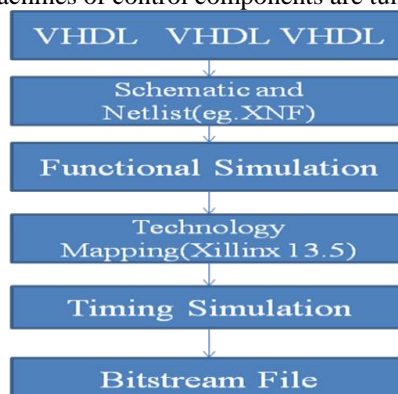 VHDL VHDL VHDL
Schematic and
Netlist(eg.XNF)
Functional Simulation
Technology
Mapping(Xillinx 13.5)
Timing Simulation
Bitstream File